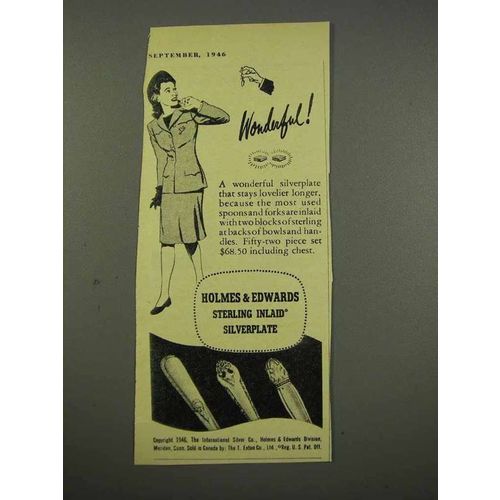 SEPTEMBER, 1946
Wonderful!
A wonderful silverplate
that stays lovelier longer,
because the most used
spoons and forks are inlaid
with two blocks of sterling
at backs of bowls and han-
dles. Fifty-two piece set
$68.50 including chest.
HOLMES & EDWARDS
STERLING INLAID®
SILVERPLATE
Copyright 1946, The International Silver Co., Holmes & Edwards Division,
Meriden, Conn. Sold in Canada by: The T. Eaton Co., Ltd. ®Reg. U. S. Pat. Off.